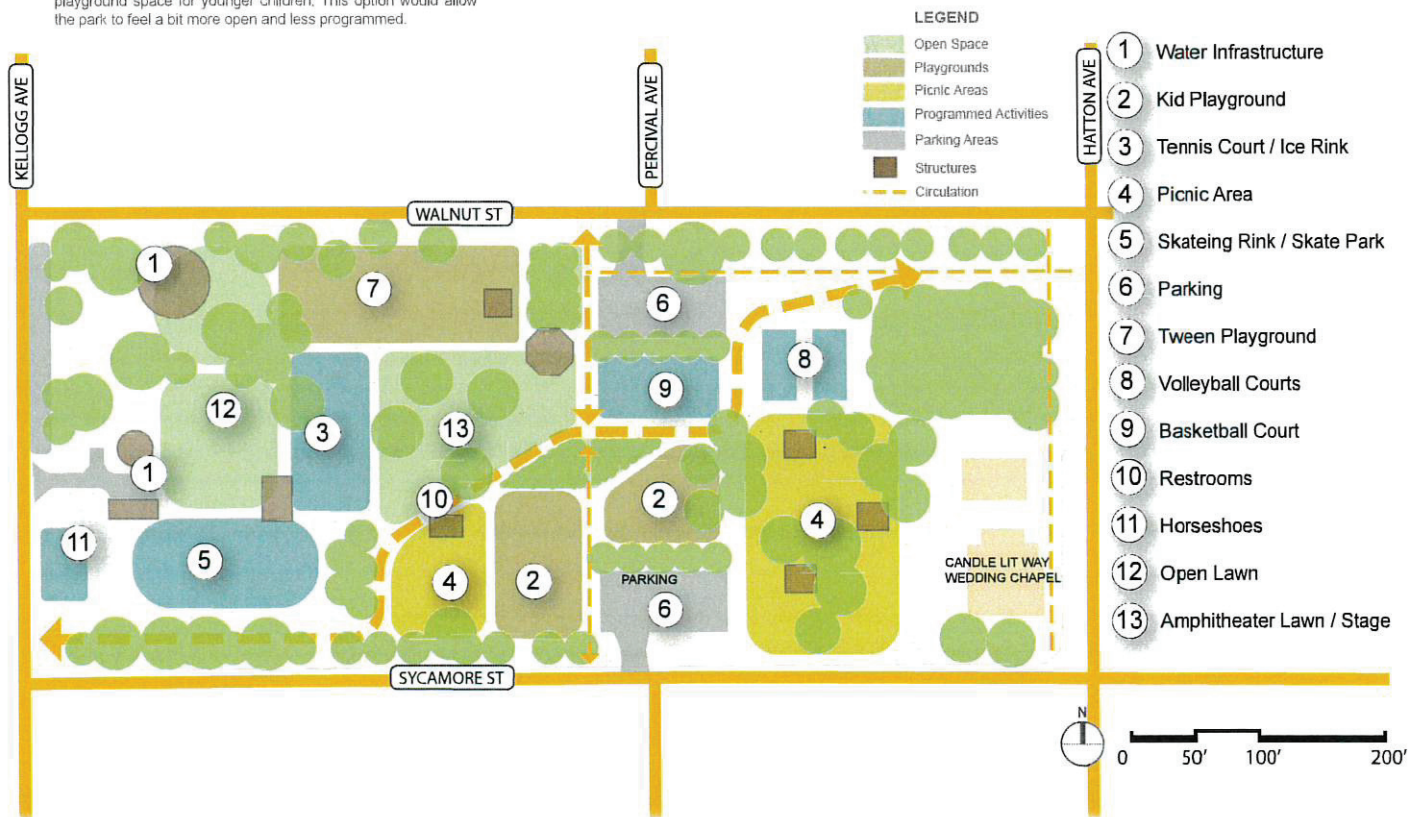 playground space for younger children. This option would allow
the park to feel a bit more open and less programmed.
LEGEND
Open Space
Playgrounds
Picnic Areas
Programmed Activities
Parking Areas
Structures
Circulation
KELLOGG AVE
PERCIVAL AVE
HATTON AVE
1 Water Infrastructure
2 Kid Playground
3 Tennis Court / Ice Rink
4 Picnic Area
5 Skateing Rink / Skate Park
6 Parking
7 Tween Playground
8 Volleyball Courts
9 Basketball Court
10 Restrooms
11 Horseshoes
12 Open Lawn
13 Amphitheater Lawn / Stage
WALNUT ST
1
7
6
8
9
12
3
13
1
10
2
4
11
5
4
2
PARKING
6
CANDLE LIT WAY
WEDDING CHAPEL
SYCAMORE ST
N
0 50' 100' 200'